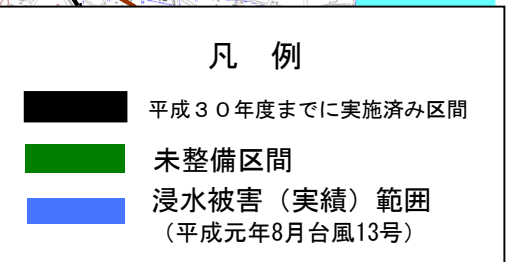 凡　例
平成３０年度までに実施済み区間
未整備区間
浸水被害（実績）範囲
（平成元年8月台風13号）